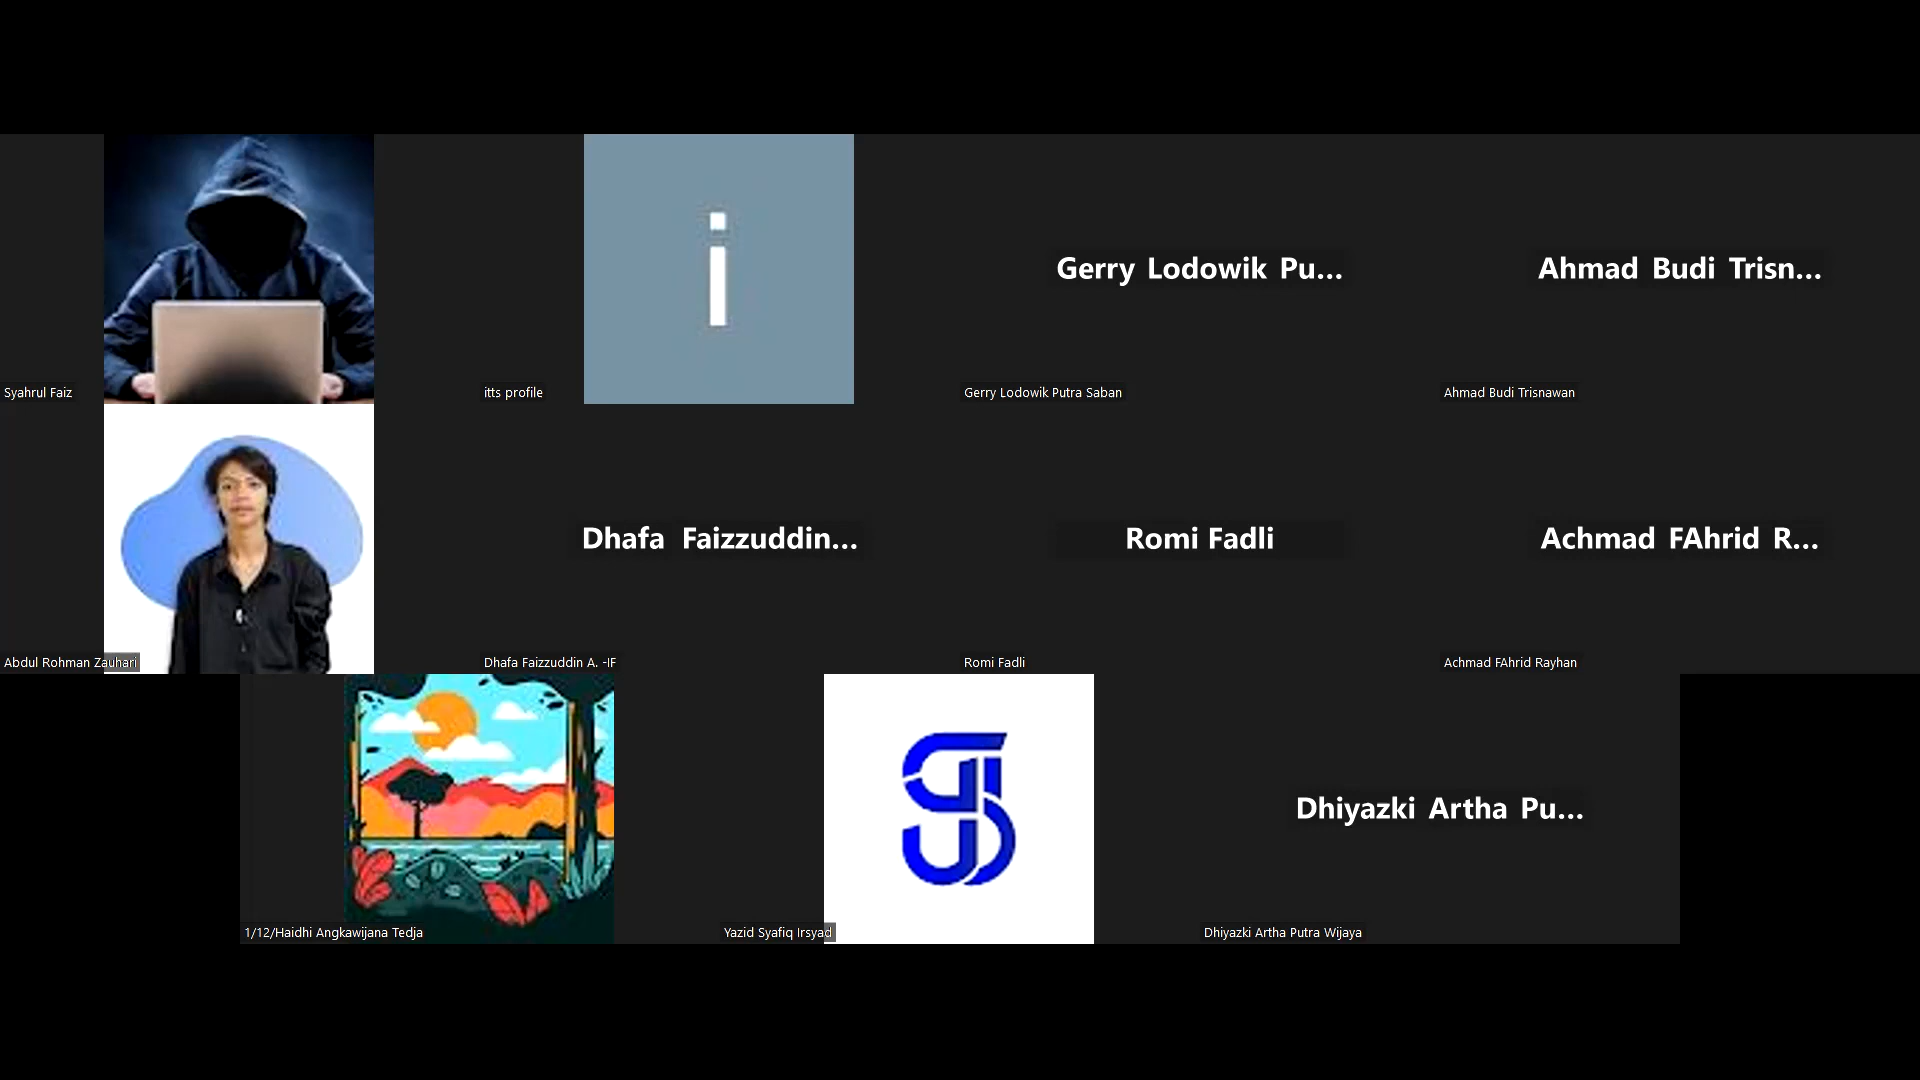 i
Gerry Lodowik Pu...
Ahmad Budi Trisn...
Syahrul Faiz
itts profile
Gerry Lodowik Putra Saban
Ahmad Budi Trisnawan
Dhafa Faizzuddin...
Romi Fadli
Achmad FAhrid R...
Abdul Rohman Zauhari
Dhafa Faizzuddin A. -IF
Romi Fadli
Achmad FAhrid Rayhan
Dhiyazki Artha Pu...
1/12/Haidhi Angkawijana Tedja
Yazid Syafiq Irsyad
Dhiyazki Artha Putra Wijaya